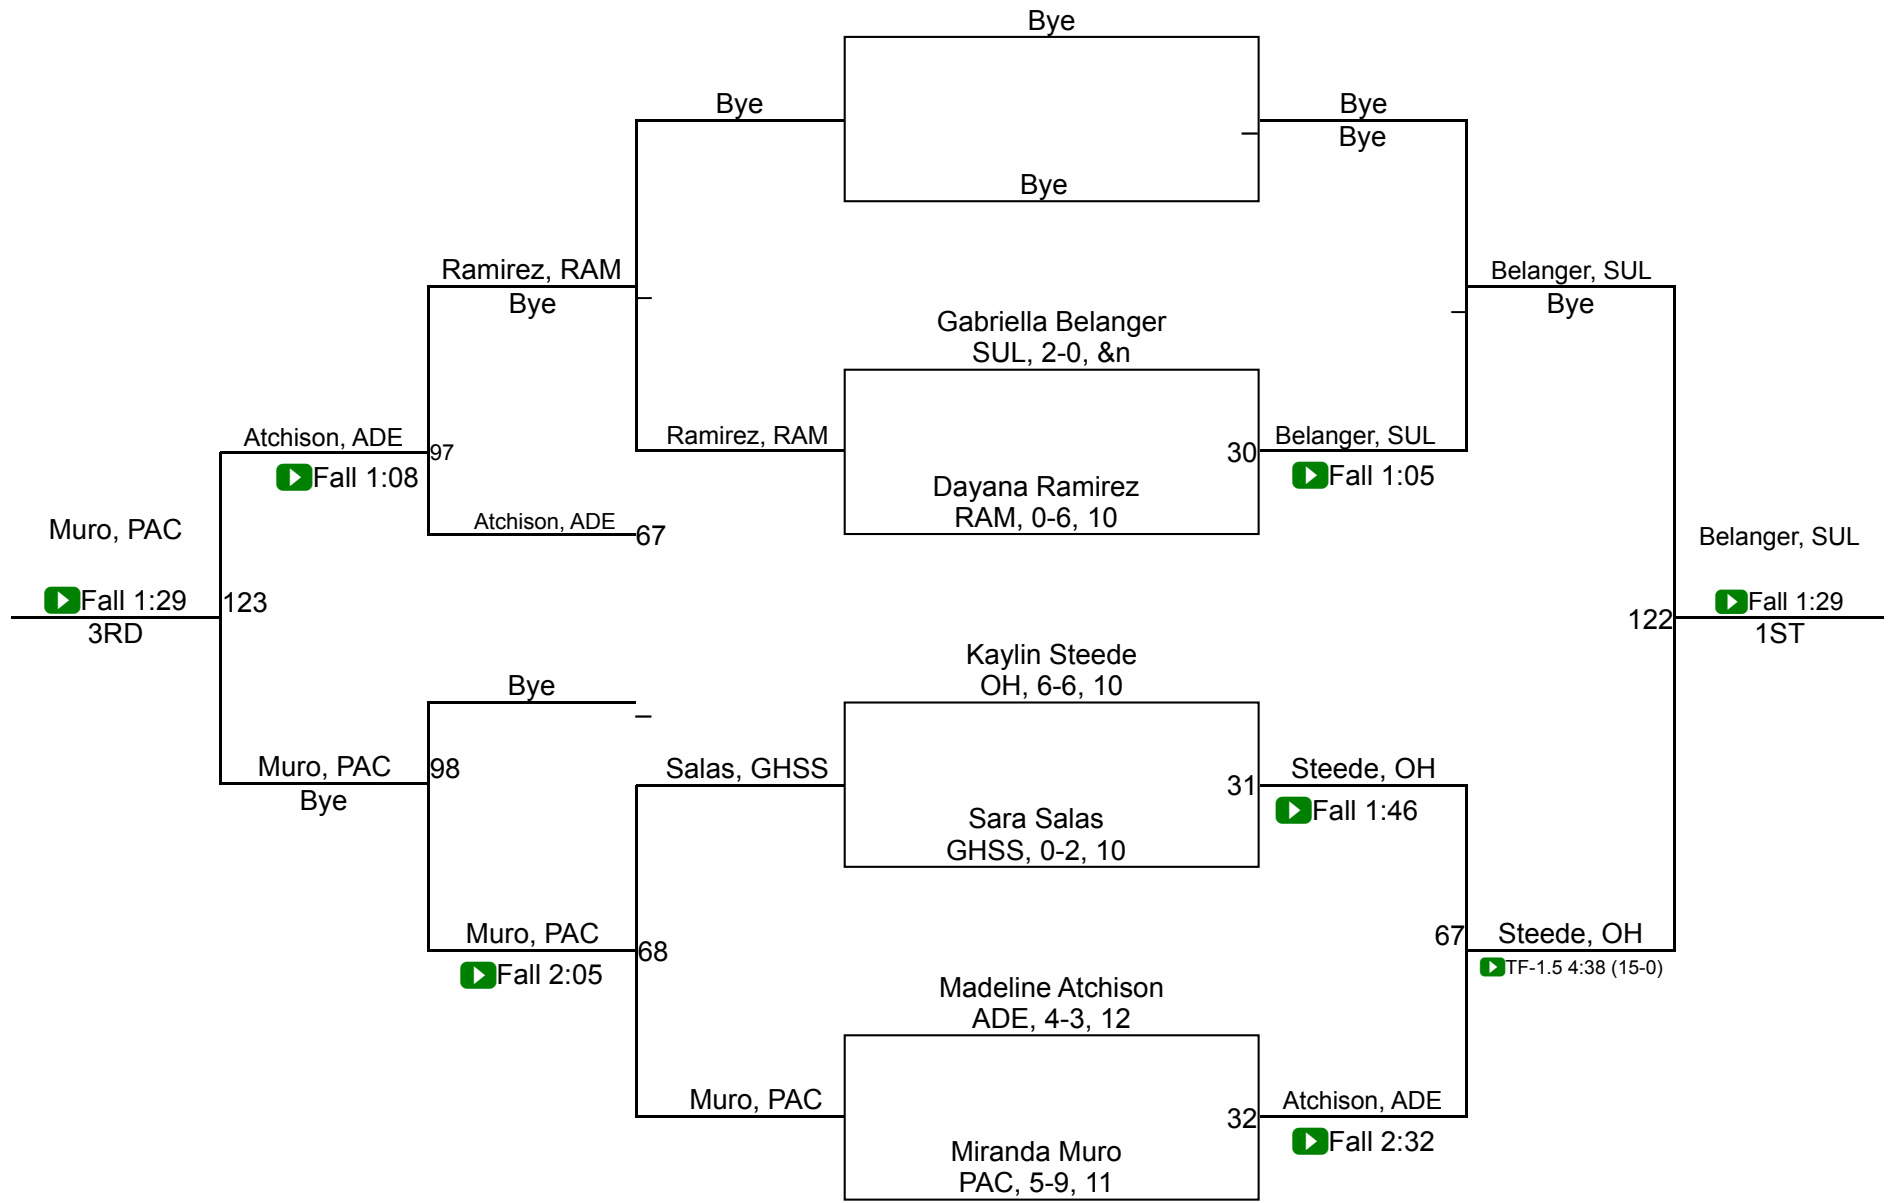 Bye
Bye
Bye
Bye
Bye
Ramirez, RAM
Bye
Belanger, SUL
Bye
Gabriella Belanger
SUL, 2-0, &n
Atchison, ADE
97
Fall 1:08
Ramirez, RAM
30
Belanger, SUL
Fall 1:05
Dayana Ramirez
RAM, 0-6, 10
Atchison, ADE
67
Muro, PAC
Fall 1:29
3RD
123
Belanger, SUL
122
Fall 1:29
1ST
Kaylin Steede
OH, 6-6, 10
Bye
Muro, PAC
98
Bye
Salas, GHSS
31
Steede, OH
Fall 1:46
Sara Salas
GHSS, 0-2, 10
Muro, PAC
68
Fall 2:05
67
Steede, OH
TF-1.5 4:38 (15-0)
Madeline Atchison
ADE, 4-3, 12
Muro, PAC
32
Atchison, ADE
Fall 2:32
Miranda Muro
PAC, 5-9, 11